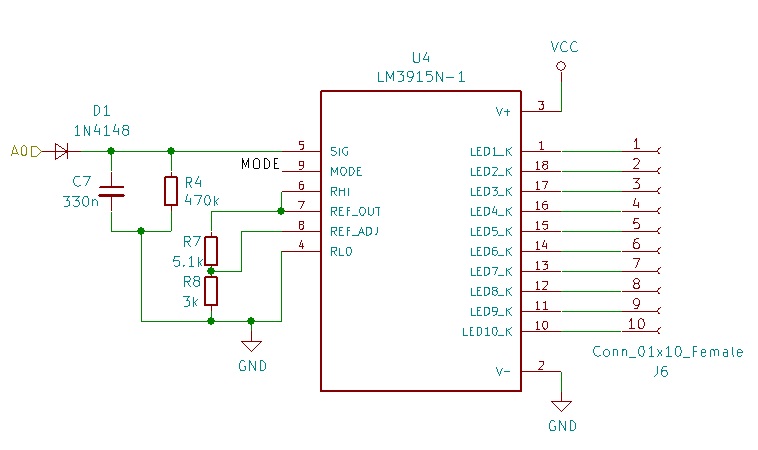 U4
LM3915N-1
VCC
V+ 3
D1
1N4148
A0
5 SIG
LED1_K 1 1
MODE 9 MODE
LED2_K 18 2
C7
330n
R4
470k
6 RHI
LED3_K 17 3
7 REF_OUT
LED4_K 16 4
8 REF_ADJ
LED5_K 15 5
R7
5.1k
4 RLO
LED6_K 14 6
LED7_K 13 7
R8
3k
LED8_K 12 8
LED9_K 11 9
LED10_K 10 10
Conn_01x10_Female
J6
GND
V- 2
GND